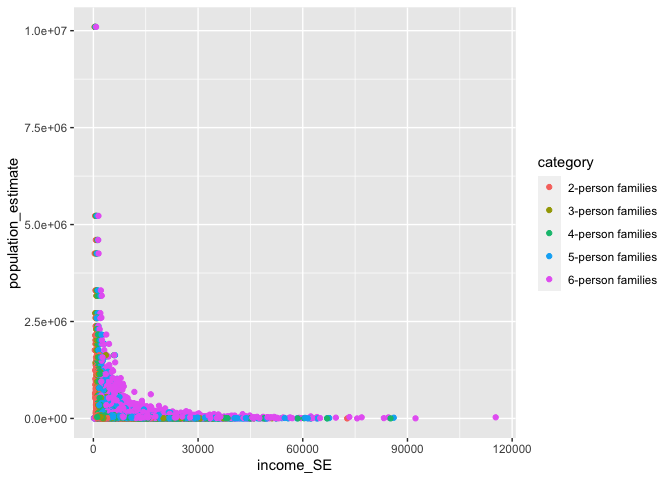 1.0e+07
7.5e+06
5.0e+06
2.5e+06
0.0e+00
population_estimate
0
30000
60000
90000
120000
income_SE
category
2-person families
3-person families
4-person families
5-person families
6-person families